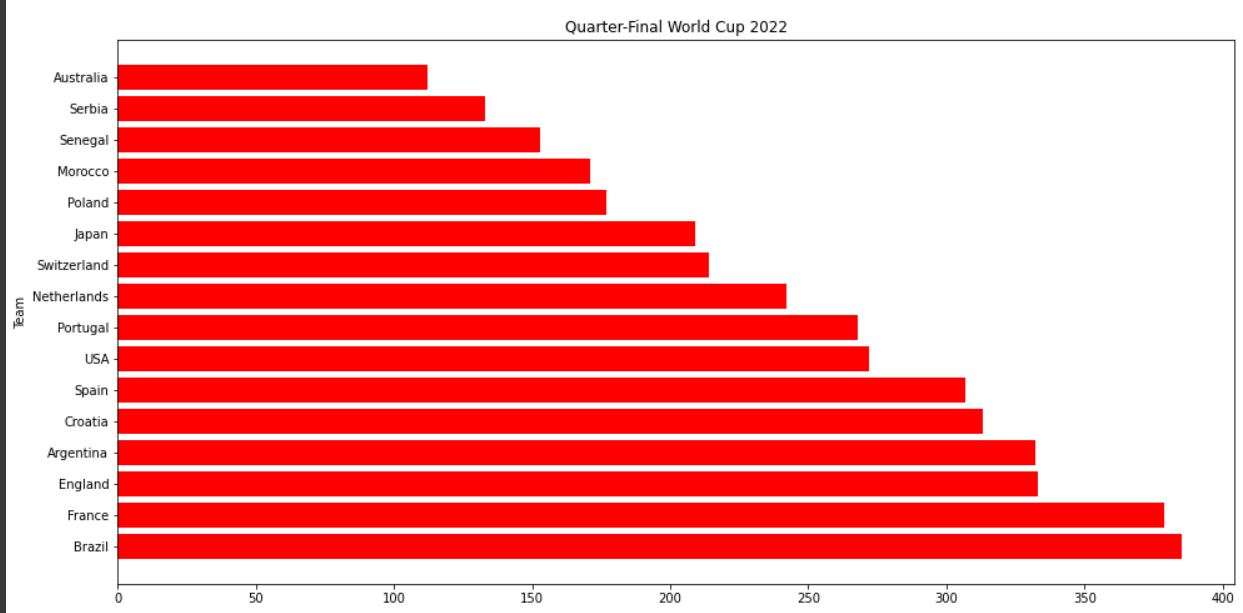 Quarter-Final World Cup 2022
Australia
Serbia
Senegal
Morocco
Poland
Japan
Switzerland
Netherlands
Portugal
USA
Spain
Croatia
Argentina
England
France
Brazil
Team
0 50 100 150 200 250 300 350 400